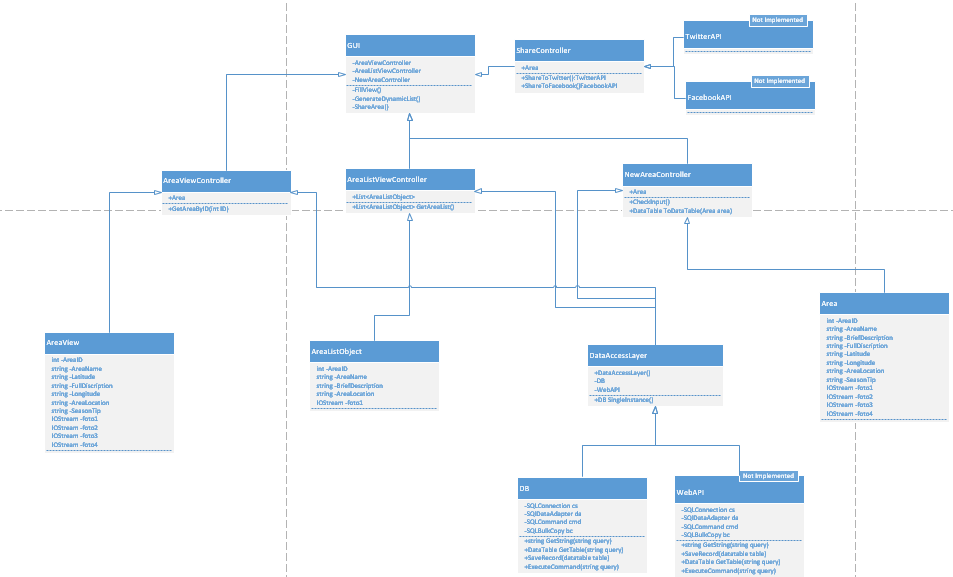 Not Implemented
TwitterAPI
GUI
-AreaViewController
-AreaListViewController
-NewAreaController
-FillView()
-GenerateDynamicList()
-ShareArea()
ShareController
+Area
+ShareToTwitter():TwitterAPI
+ShareToFacebook()FacebookAPI
Not Implemented
FacebookAPI
AreaViewController
+Area
+GetAreaByID(int ID)
AreaListViewController
+List<AreaListObject>
+List<AreaListObject> GetAreaList()
NewAreaController
+Area
+CheckInput()
+DataTable ToDataTable(Area area)
AreaView
int -AreaID
string -AreaName
string -Latitude
string -FullDiscription
string -Longitude
string -AreaLocation
string -SeasonTip
IOStream -foto1
IOStream -foto2
IOStream -foto3
IOStream -foto4
AreaListObject
int -AreaID
string -AreaName
string -BriefDescription
string -AreaLocation
IOStream -foto1
DataAccessLayer
+DataAccessLayer()
-DB
-WebAPI
+DB SingleInstance()
Area
int -AreaID
string -AreaName
string -BriefDescription
string -FullDiscription
string -Latitude
string -Longitude
string -AreaLocation
string -SeasonTip
IOStream -foto1
IOStream -foto2
IOStream -foto3
IOStream -foto4
DB
-SQLConnection cs
-SQlDataAdapter da
-SQLCommand cmd
-SQLBulkCopy bc
+string GetString(string query)
+DataTable GetTable(string query)
+SaveRecord(datatable table)
+ExecuteCommand(string query)
Not Implemented
WebAPI
-SQLConnection cs
-SQlDataAdapter da
-SQLCommand cmd
-SQLBulkCopy bc
+string GetString(string query)
+SaveRecord(datatable table)
+DataTable GetTable(string query)
+ExecuteCommand(string query)